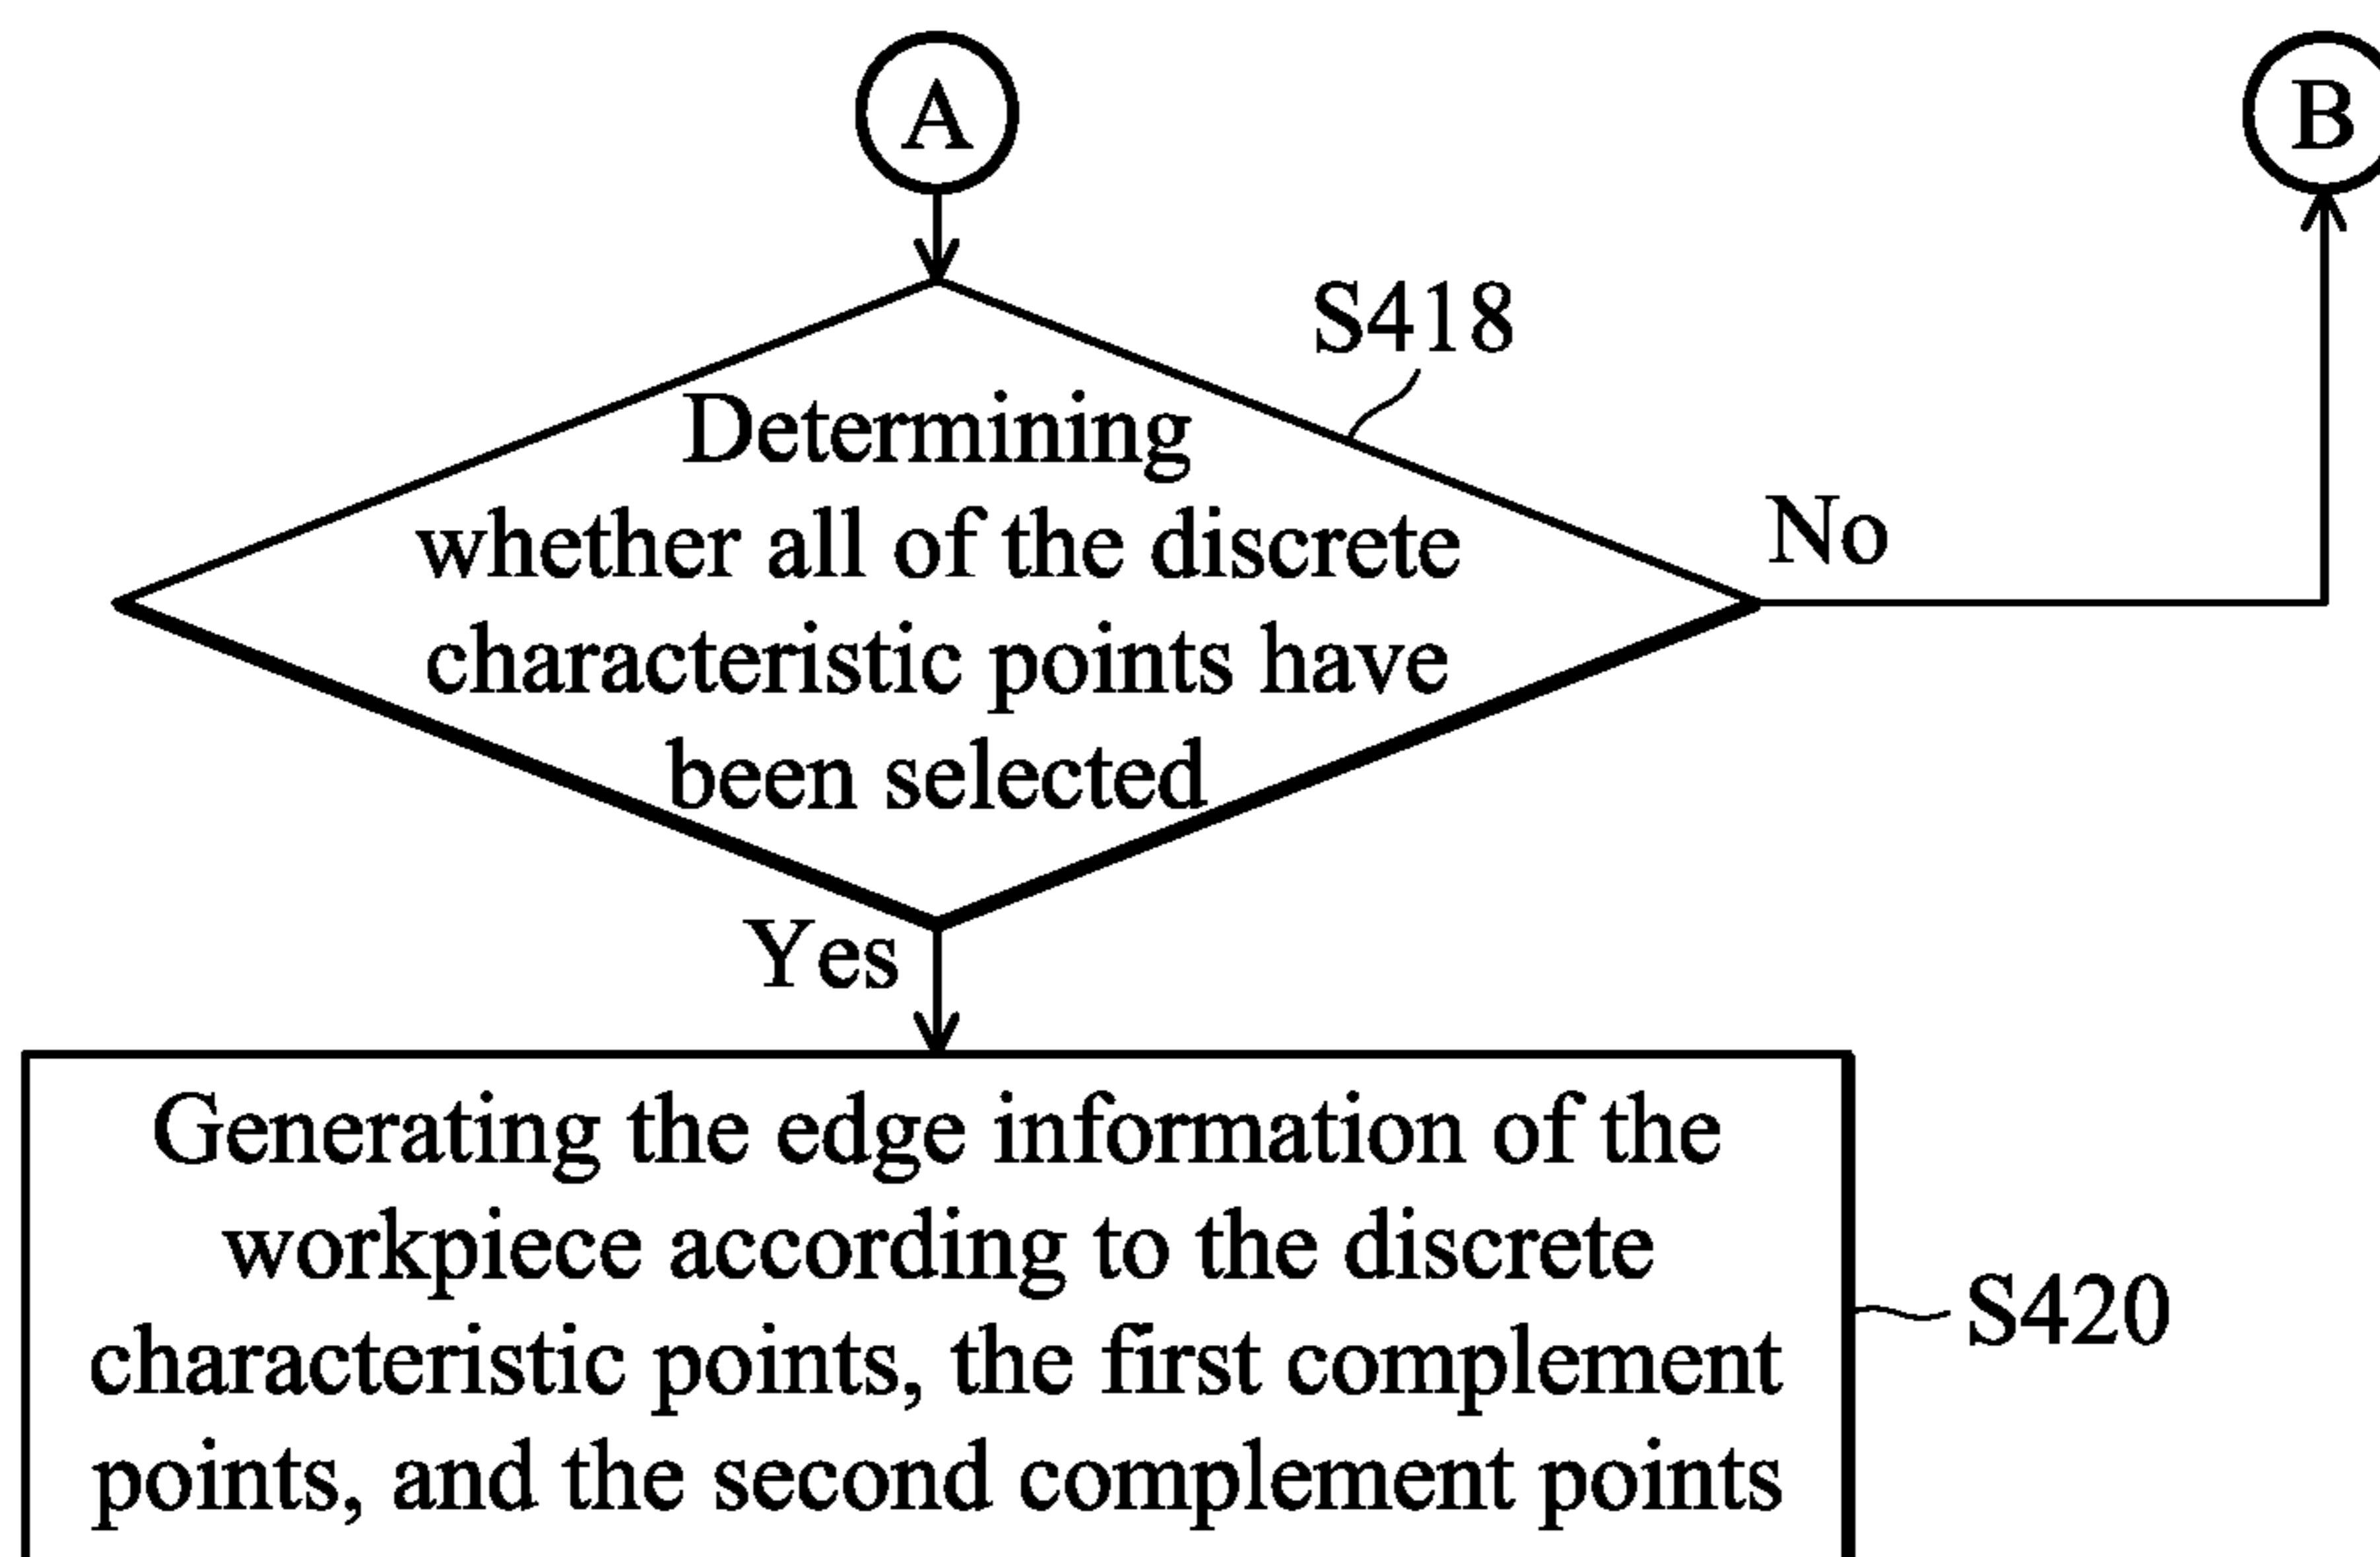 A
B
S418
Determining
whether all of the discrete
characteristic points have
been selected
No
Yes
Generating the edge information of the
workpiece according to the discrete
characteristic points, the first complement
points, and the second complement points
S420